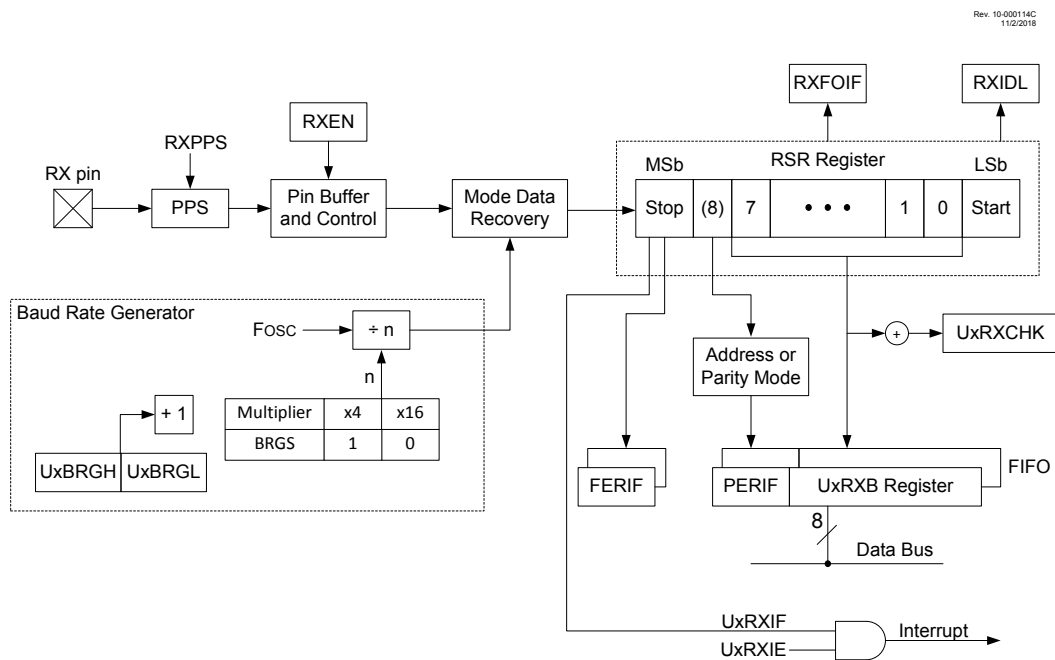 Rev. 10-000114C
11/2/2018
RXFOIF
RXIDL
RXEN
RXPPS
RX pin
PPS
Pin Buffer
and Control
Mode Data
Recovery
MSb
RSR Register
LSb
Stop
(8)
7
• • •
1
0
Start
Baud Rate Generator
FOSC
÷ n
n
Multiplier
x4
x16
BRGS
1
0
+ 1
UxBRGH
UxBRGL
Address or
Parity Mode
+
UxRXCHK
FERIF
PERIF
UxRXB Register
FIFO
8
Data Bus
UxRXIF
UxRXIE
Interrupt